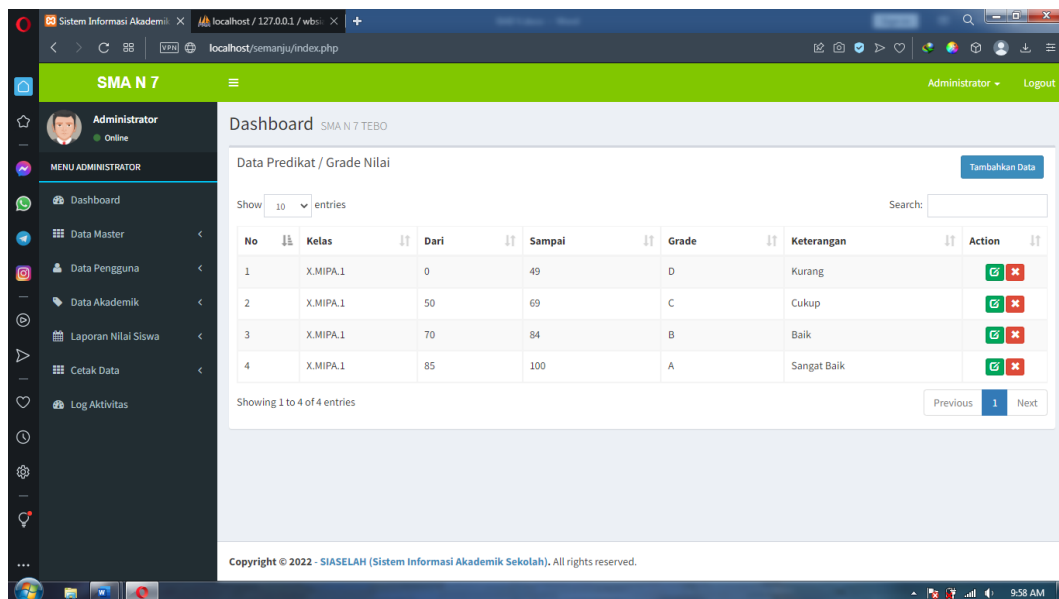 Sistem Informasi Akademi
localhost / 127.0.0.1 / wbsi
VPN localhost/semanju/index.php
SMA N 7
Administrator
Logout
Administrator
Online
MENU ADMINISTRATOR
Dashboard
Data Master
Data Pengguna
Data Akademik
Laporan Nilai Siswa
Cetak Data
Log Aktivitas
Dashboard SMA N 7 TEBO
Data Predikat / Grade Nilai
Tambahkan Data
Show 10 entries
Search:
No Kelas Dari Sampai Grade Keterangan Action
1 X.MIPA.1 0 49 D Kurang
2 X.MIPA.1 50 69 C Cukup
3 X.MIPA.1 70 84 B Baik
4 X.MIPA.1 85 100 A Sangat Baik
Showing 1 to 4 of 4 entries
Previous 1 Next
Copyright © 2022 - SIASELAH (Sistem Informasi Akademik Sekolah). All rights reserved.
9:58 AM